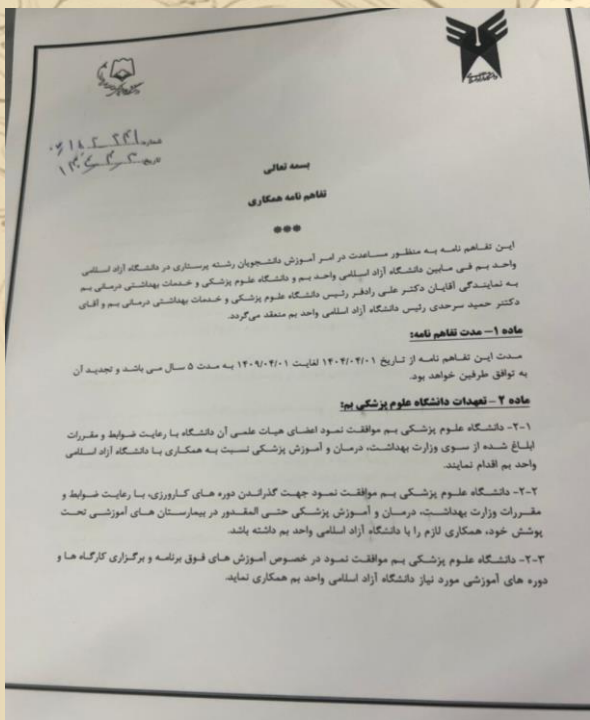 بسمه تعالی
تفاهم نامه همکاری
***
این تفاهم نامه به منظور مساعدت در امر آموزش دانشجویان رشته پرستاری در دانشگاه آزاد اسلامی
واحد بم فی مابین دانشگاه آزاد اسلامی واحد بم و دانشگاه علوم پزشکی و خدمات بهداشتی درمانی بم
به نمایندگی آقایان دکتر علی رادفر رئیس دانشگاه علوم پزشکی و خدمات بهداشتی درمانی بم و آقای
دکتر حمید سرحدی رئیس دانشگاه آزاد اسلامی واحد بم منعقد می‌گردد.
ماده ۱- مدت تفاهم نامه:
مدت این تفاهم نامه از تاریخ ۱۴۰۴/۰۴/۰۱ لغایت ۱۴۰۹/۰۴/۰۱ به مدت ۵ سال می باشد و تجدید آن
به توافق طرفین خواهد بود.
ماده ۲ - تعهدات دانشگاه علوم پزشکی بم:
۲-۱- دانشگاه علوم پزشکی بم موافقت نمود اعضای هیات علمی آن دانشگاه با رعایت ضوابط و مقررات
ابلاغ شده از سوی وزارت بهداشت، درمان و آموزش پزشکی نسبت به همکاری با دانشگاه آزاد اسلامی
واحد بم اقدام نمایند.
۲-۲- دانشگاه علوم پزشکی بم موافقت نمود جهت گذراندن دوره های کارورزی، با رعایت ضوابط و
مقررات وزارت بهداشت، درمان و آموزش پزشکی حتی المقدور در بیمارستان های آموزشی تحت
پوشش خود، همکاری لازم را با دانشگاه آزاد اسلامی واحد بم داشته باشد.
۲-۳- دانشگاه علوم پزشکی بم موافقت نمود در خصوص آموزش های فوق برنامه و برگزاری کارگاه ها و
دوره های آموزشی مورد نیاز دانشگاه آزاد اسلامی واحد بم همکاری نماید.